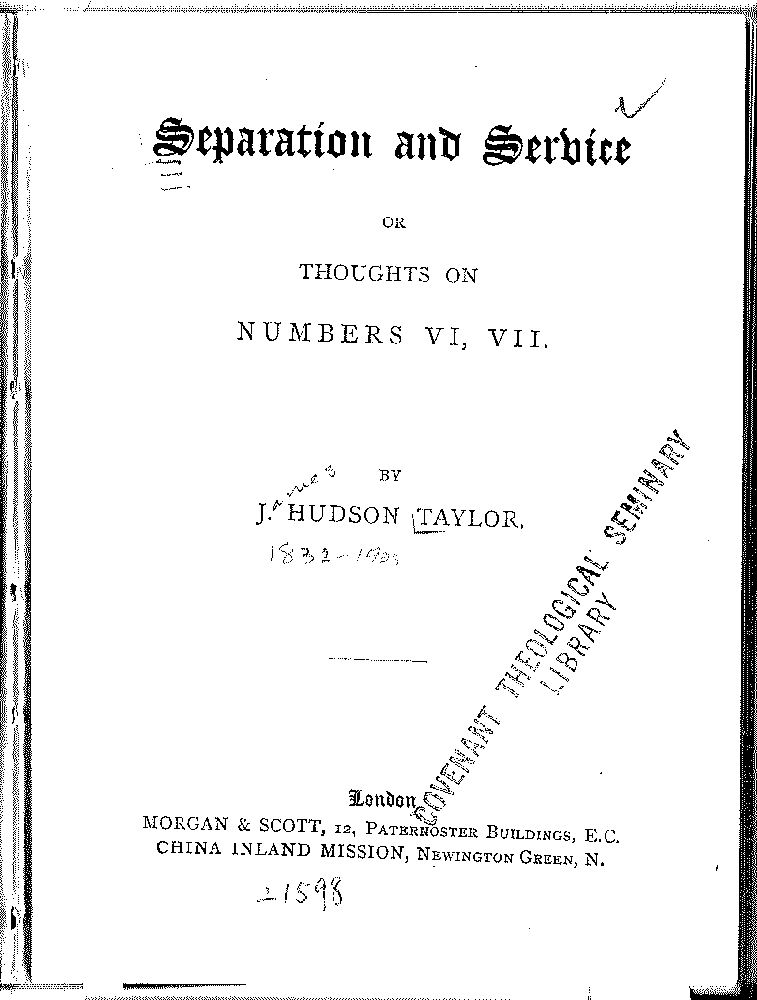 Separation and Service
OR
THOUGHTS ON
NUMBERS VI, VII.
BY
J.ames HUDSON TAYLOR.
1832-1905
COVENANT THEOLOGICAL SEMINARY
LIBRARY
London
MORGAN & SCOTT, 12, PATERNOSTER BUILDINGS, E.C.
CHINA INLAND MISSION, NEWINGTON GREEN, N.
21598